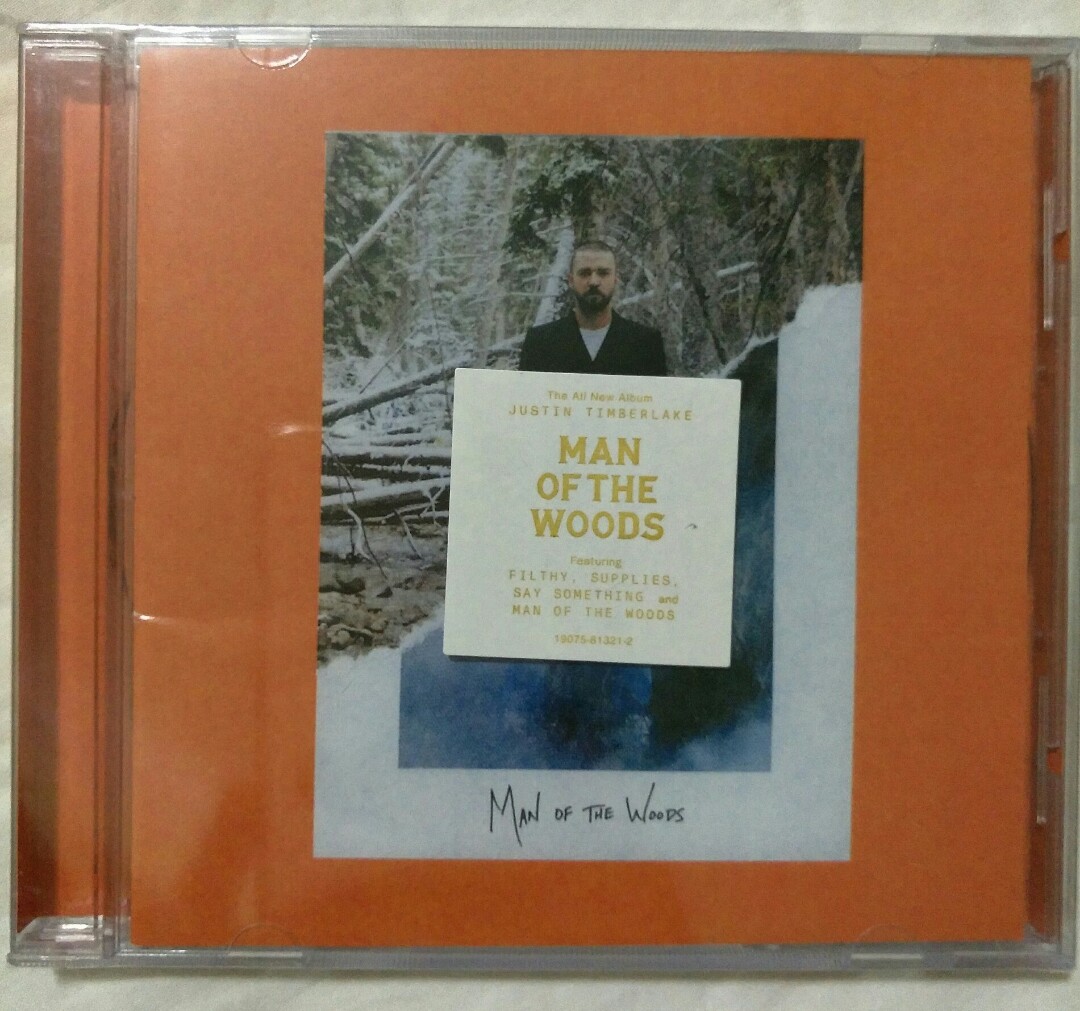 The All New Album
JUSTIN TIMBERLAKE
MAN
OF THE
WOODS
Featuring
FILTHY, SUPPLIES,
SAY SOMETHING and
MAN OF THE WOODS
19075-81321-2
MAN OF THE WOODS